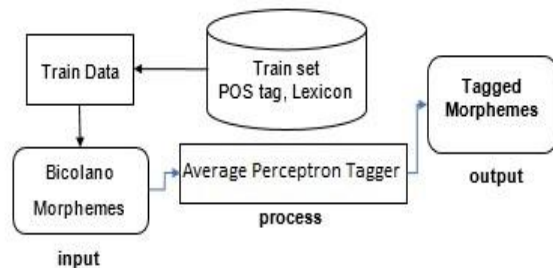 Train Data
Train set
POS tag, Lexicon
Tagged
Morphemes
output
Bicolano
Morphemes
input
Average Perceptron Tagger
process